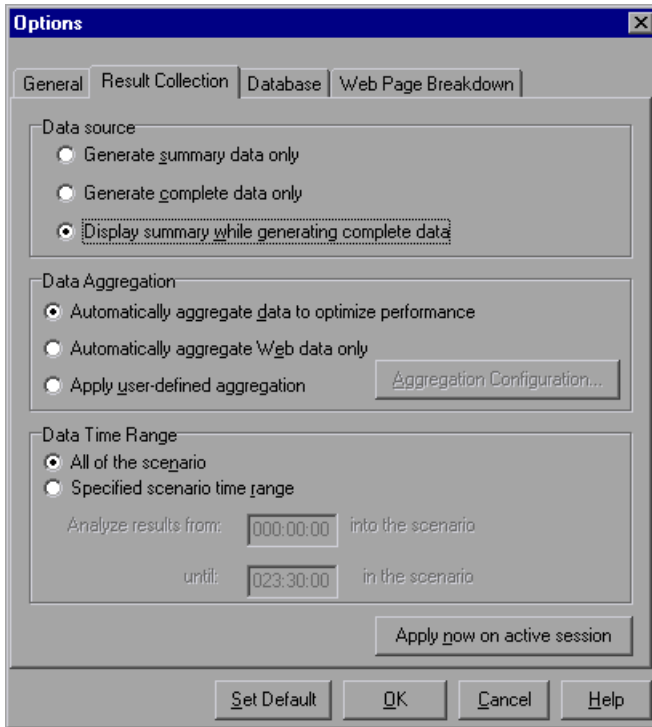 Options
General Result Collection Database Web Page Breakdown
Data source
Generate summary data only
Generate complete data only
Display summary while generating complete data
Data Aggregation
Automatically aggregate data to optimize performance
Automatically aggregate Web data only
Apply user-defined aggregation Aggregation Configuration...
Data Time Range
All of the scenario
Specified scenario time range
Analyze results from: 000:00:00 into the scenario
until: 023:30:00 in the scenario
Apply now on active session
Set Default OK Cancel Help